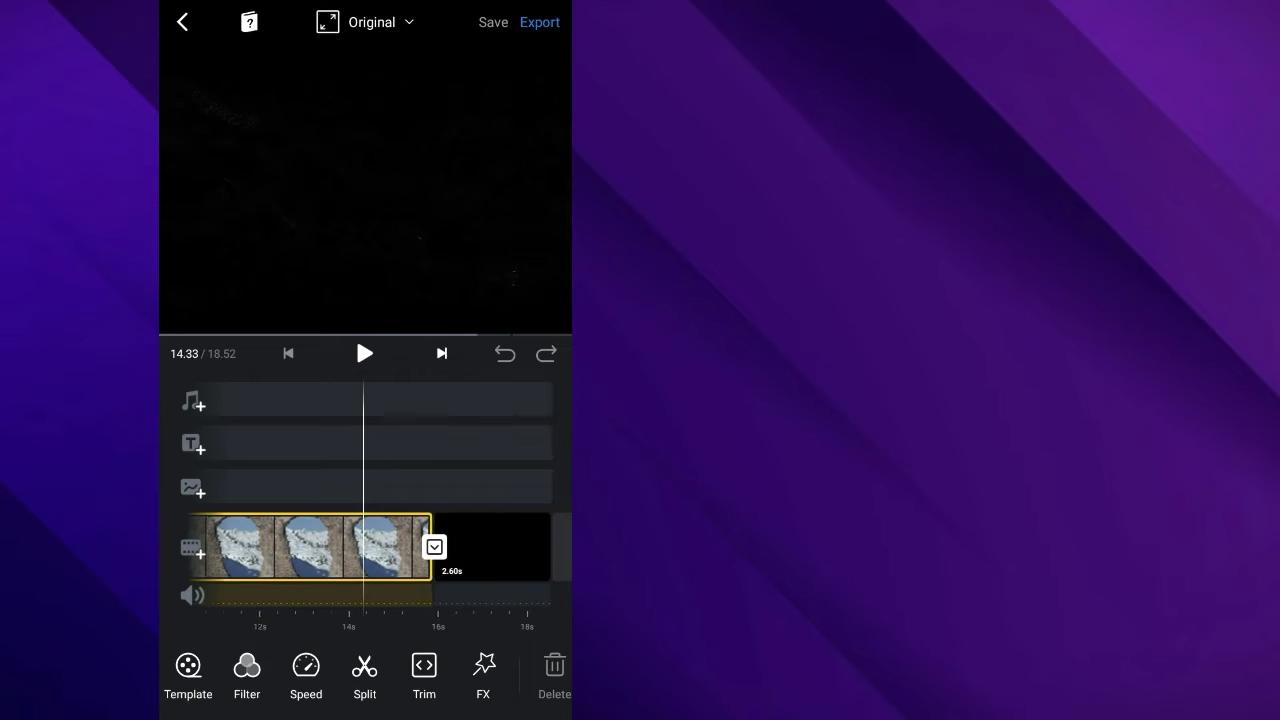 ?
Original
Save Export
14.33 / 18.52
T
2.60s
12s 14s 16s 18s
Template Filter Speed Split Trim FX Delete